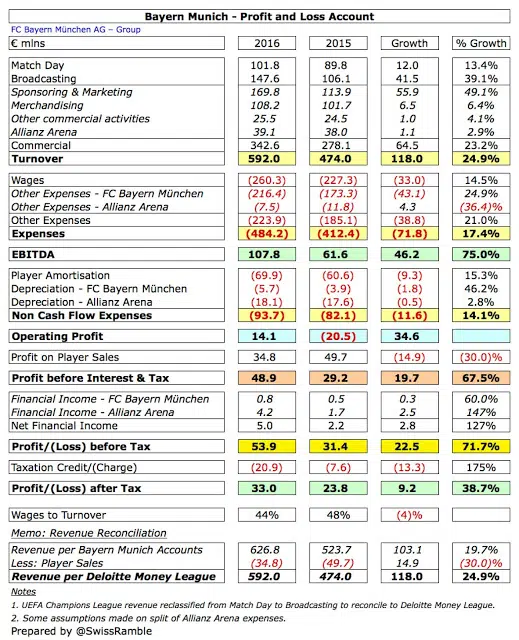 Bayern Munich - Profit and Loss Account
FC Bayern München AG – Group
€ mlns 2016 2015 Growth % Growth
Match Day 101.8 89.8 12.0 13.4%
Broadcasting 147.6 106.1 41.5 39.1%
Sponsoring & Marketing 169.8 113.9 55.9 49.1%
Merchandising 108.2 101.7 6.5 6.4%
Other commercial activities 25.5 24.5 1.0 4.1%
Allianz Arena 39.1 38.0 1.1 2.9%
Commercial 342.6 278.1 64.5 23.2%
Turnover 592.0 474.0 118.0 24.9%
Wages (260.3) (227.3) (33.0) 14.5%
Other Expenses - FC Bayern München (216.4) (173.3) (43.1) 24.9%
Other Expenses - Allianz Arena (7.5) (11.8) 4.3 (36.4)%
Other Expenses (223.9) (185.1) (38.8) 21.0%
Expenses (484.2) (412.4) (71.8) 17.4%
EBITDA 107.8 61.6 46.2 75.0%
Player Amortisation (69.9) (60.6) (9.3) 15.3%
Depreciation - FC Bayern München (5.7) (3.9) (1.8) 46.2%
Depreciation - Allianz Arena (18.1) (17.6) (0.5) 2.8%
Non Cash Flow Expenses (93.7) (82.1) (11.6) 14.1%
Operating Profit 14.1 (20.5) 34.6
Profit on Player Sales 34.8 49.7 (14.9) (30.0)%
Profit before Interest & Tax 48.9 29.2 19.7 67.5%
Financial Income - FC Bayern München 0.8 0.5 0.3 60.0%
Financial Income - Allianz Arena 4.2 1.7 2.5 147%
Net Financial Income 5.0 2.2 2.8 127%
Profit/(Loss) before Tax 53.9 31.4 22.5 71.7%
Taxation Credit/(Charge) (20.9) (7.6) (13.3) 175%
Profit/(Loss) after Tax 33.0 23.8 9.2 38.7%
Wages to Turnover 44% 48% (4)%
Memo: Revenue Reconciliation
Revenue per Bayern Munich Accounts 626.8 523.7 103.1 19.7%
Less: Player Sales (34.8) (49.7) 14.9 (30.0)%
Revenue per Deloitte Money League 592.0 474.0 118.0 24.9%
Notes
1. UEFA Champions League revenue reclassified from Match Day to Broadcasting to reconcile to Deloitte Money League.
2. Some assumptions made on split of Allianz Arena expenses.
Prepared by @SwissRamble